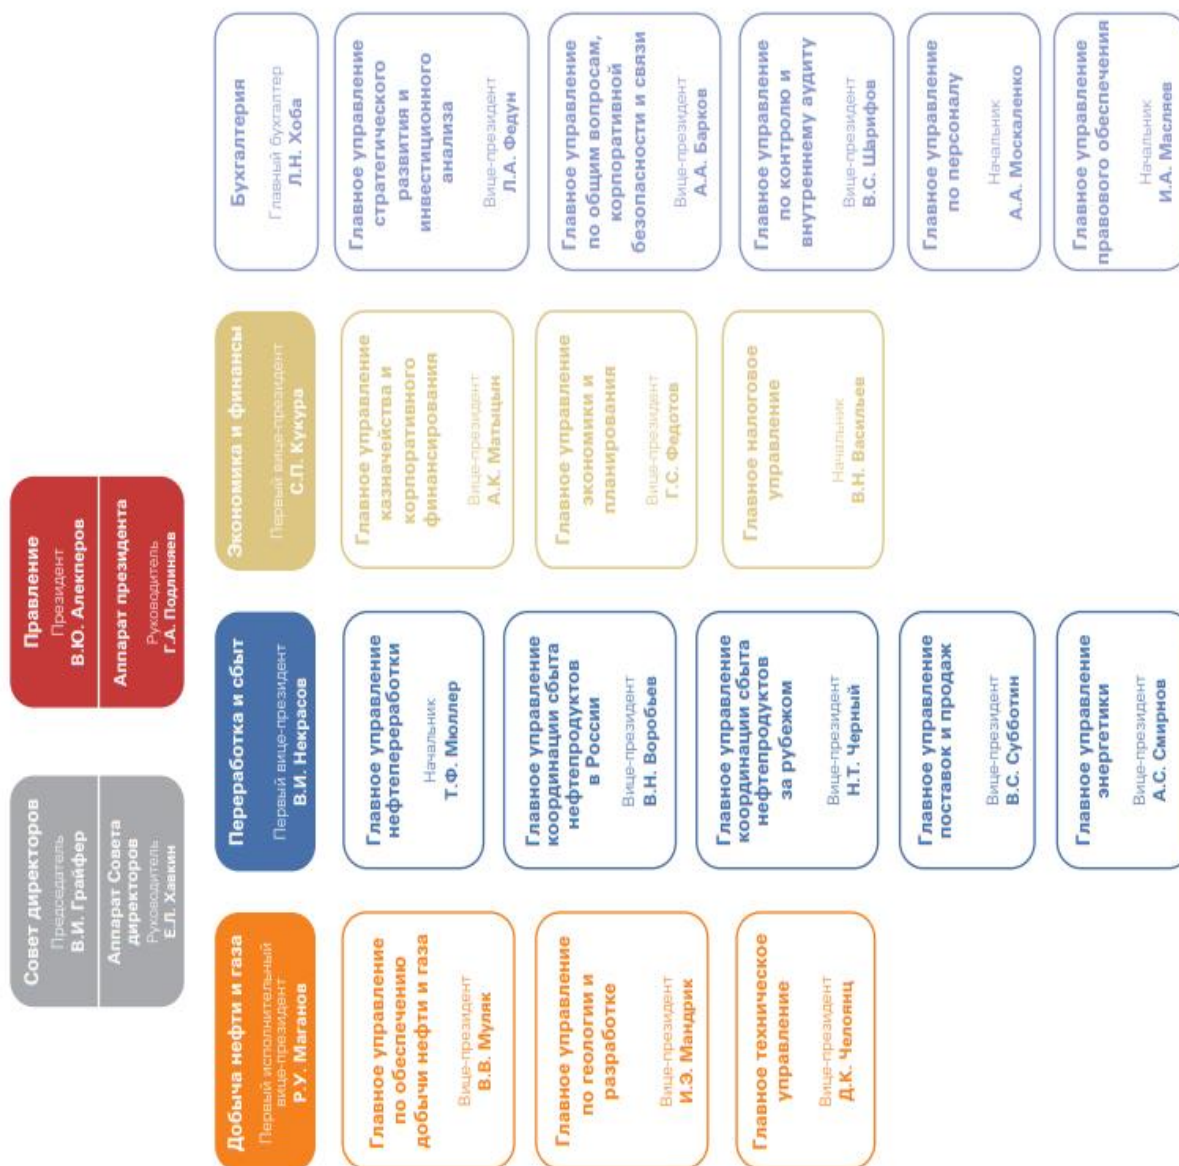 Совет директоров
Председатель
В.И. Грайфер
Аппарат Совета
директоров
Руководитель
Е.Л. Хавкин
Правление
Президент
В.Ю. Алекперов
Аппарат президента
Руководитель
Г.А. Подлиняев
Добыча нефти и газа
Первый исполнительный
вице-президент
Р.У. Маганов
Главное управление
по обеспечению
добычи нефти и газа
Вице-президент
В.В. Муляк
Главное управление
по геологии и
разработке
Вице-президент
И.Э. Мандрик
Главное техническое
управление
Вице-президент
Д.К. Челоянц
Переработка и сбыт
Первый вице-президент
В.И. Некрасов
Главное управление
нефтепереработки
Начальник
Т.Ф. Мюллер
Главное управление
координации сбыта
нефтепродуктов
в России
Вице-президент
В.Н. Воробьев
Главное управление
координации сбыта
нефтепродуктов
за рубежом
Вице-президент
Н.Т. Черный
Главное управление
поставок и продаж
Вице-президент
В.С. Субботин
Главное управление
энергетики
Вице-президент
А.С. Смирнов
Экономика и финансы
Первый вице-президент
С.П. Кукура
Главное управление
казначейства и
корпоративного
финансирования
Вице-президент
А.К. Матыцын
Главное управление
экономики и
планирования
Вице-президент
Г.С. Федотов
Главное налоговое
управление
Начальник
В.Н. Васильев
Бухгалтерия
Главный бухгалтер
Л.Н. Хоба
Главное управление
стратегического
развития и
инвестиционного
анализа
Вице-президент
Л.А. Федун
Главное управление
по общим вопросам,
корпоративной
безопасности и связи
Вице-президент
А.А. Барков
Главное управление
по контролю и
внутреннему аудиту
Вице-президент
В.С. Шарифов
Главное управление
по персоналу
Начальник
А.А. Москаленко
Главное управление
правового обеспечения
Начальник
И.А. Масляев